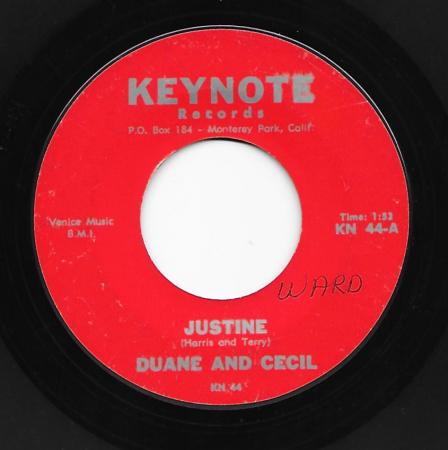 KEYNOTE
Records
P.O. Box 184 - Monterey Park, Calif.
Venice Music
B.M.I.
Time: 1:53
KN 44-A
WARD
JUSTINE
(Harris and Terry)
DUANE AND CECIL
KN 44